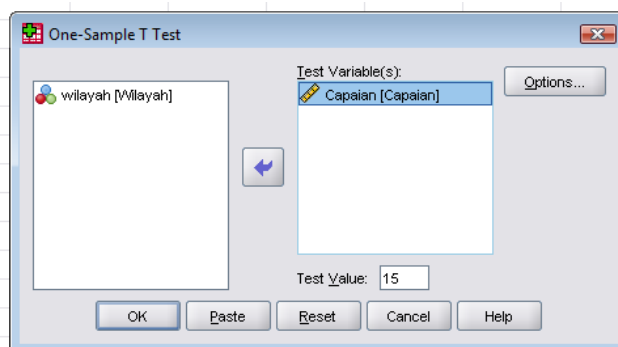 One-Sample T Test
Test Variable(s):
wilayah [Wilayah]
Capaian [Capaian]
Options...
Test Value: 15
OK Paste Reset Cancel Help